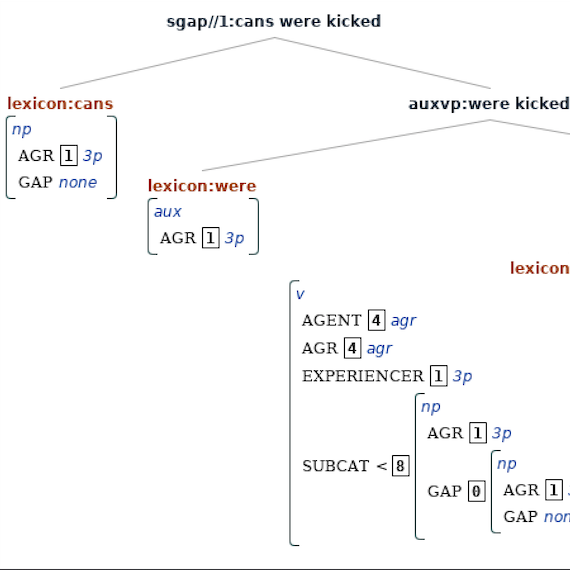 sgap//1:cans were kicked
lexicon:cans
auxvp:were kicked
np
AGR 1 3p
GAP none
lexicon:were
aux
AGR 1 3p
lexicon
v
AGENT 4 agr
AGR 4 agr
EXPERIENCER 1 3p
np
AGR 1 3p
SUBCAT < 8
GAP 0
np
AGR 1
GAP non